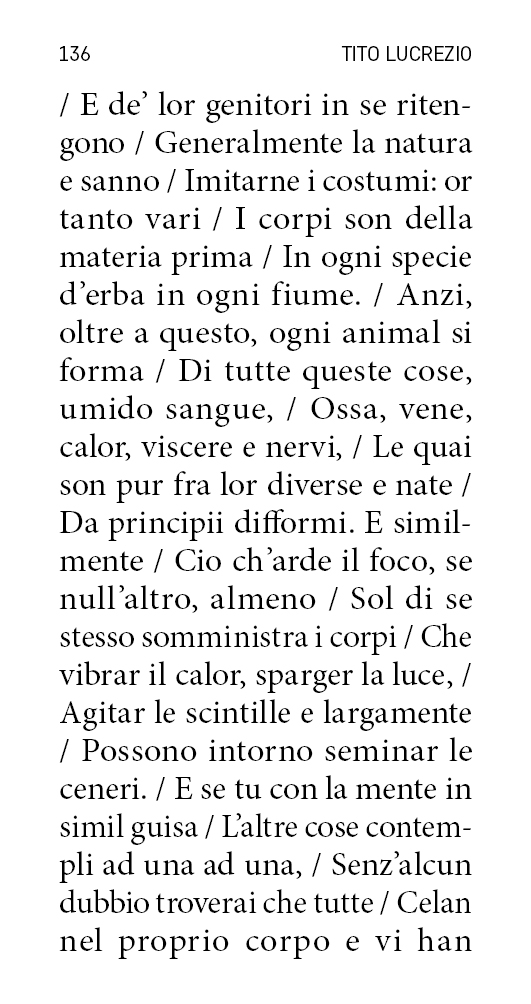 136 TITO LUCREZIO
/ E de’ lor genitori in se riten-
gono / Generalmente la natura
e sanno / Imitarne i costumi: or
tanto vari / I corpi son della
materia prima / In ogni specie
d’erba in ogni fiume. / Anzi,
oltre a questo, ogni animal si
forma / Di tutte queste cose,
umido sangue, / Ossa, vene,
calor, viscere e nervi, / Le quai
son pur fra lor diverse e nate /
Da principii difformi. E simil-
mente / Cio ch’arde il foco, se
null’altro, almeno / Sol di se
stesso somministra i corpi / Che
vibrar il calor, sparger la luce, /
Agitar le scintille e largamente
/ Possono intorno seminar le
ceneri. / E se tu con la mente in
simil guisa / L’altre cose contem-
pli ad una ad una, / Senz’alcun
dubbio troverai che tutte / Celan
nel proprio corpo e vi han